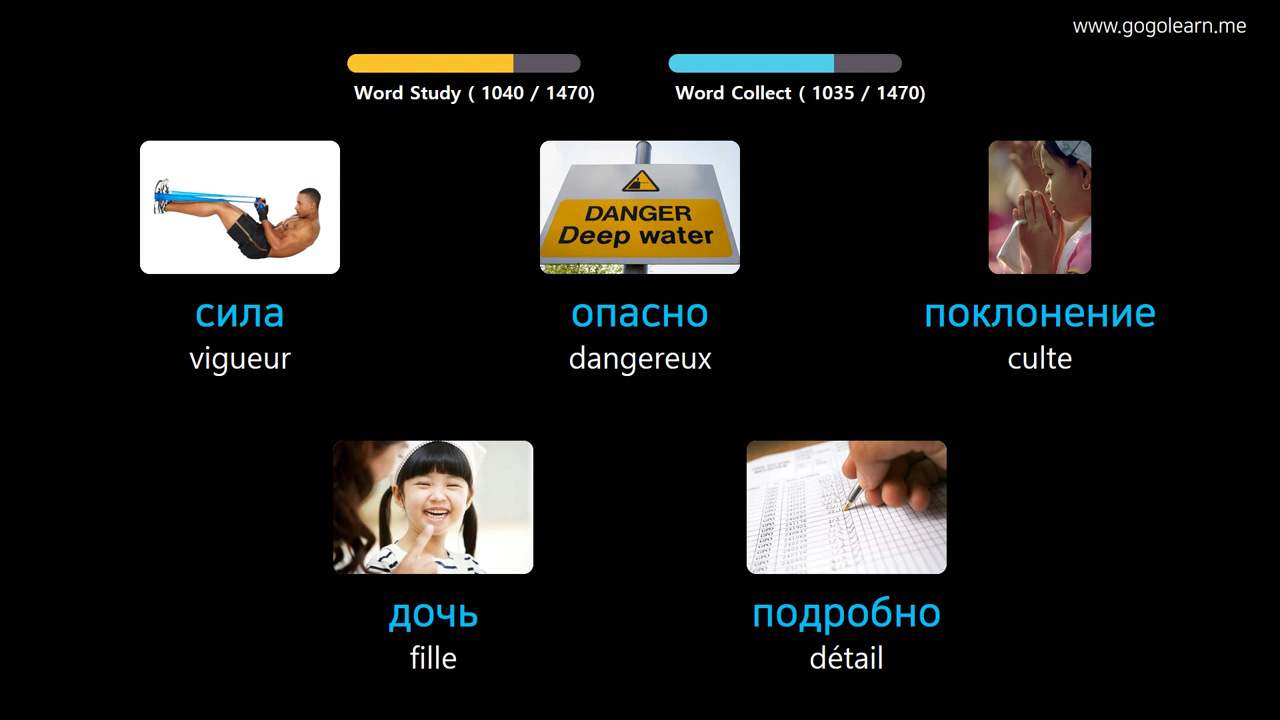 www.gogolearn.me
Word Study ( 1040 / 1470)
Word Collect ( 1035 / 1470)
DANGER
Deep water
сила
vigueur
опасно
dangereux
поклонение
culte
дочь
fille
подробно
détail